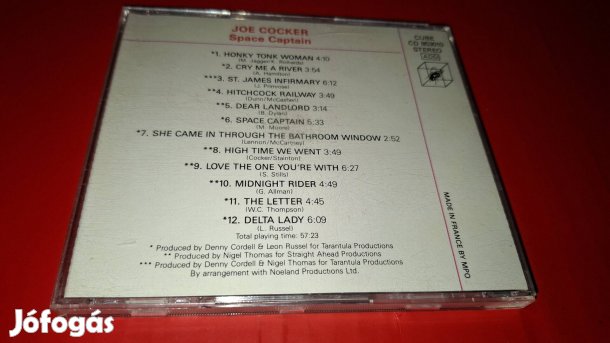 JOE COCKER
Space Captain
CUBE
STEREO
*1. HONKY TONK WOMAN 4:10
(M. Jagger/K. Richards)
*2. CRY ME A RIVER 3:54
(A. Hamilton)
***3. ST. JAMES INFIRMARY 6:12
(J. Primrose)
**4. HITCHCOCK RAILWAY 3:49
(Dunn/McCashen)
**5. DEAR LANDLORD 3:14
(B. Dylan)
*6. SPACE CAPTAIN 5:33
(M. Moore)
*7. SHE CAME IN THROUGH THE BATHROOM WINDOW 2:52
(Lennon/McCartney)
**8. HIGH TIME WE WENT 3:49
(Cocker/Stainton)
**9. LOVE THE ONE YOU'RE WITH 6:27
(S. Stills)
**10. MIDNIGHT RIDER 4:49
(G. Allman)
*11. THE LETTER 4:45
(W.C. Thompson)
*12. DELTA LADY 6:09
(L. Russel)
Total playing time: 57:23
* Produced by Denny Cordell & Leon Russel for Tarantula Productions
** Produced by Nigel Thomas for Straight Ahead Productions
*** Produced by Denny Cordell & Nigel Thomas for Tarantula Productions
By arrangement with Noeland Productions Ltd.
MADE IN FRANCE BY MPO
Jófogás